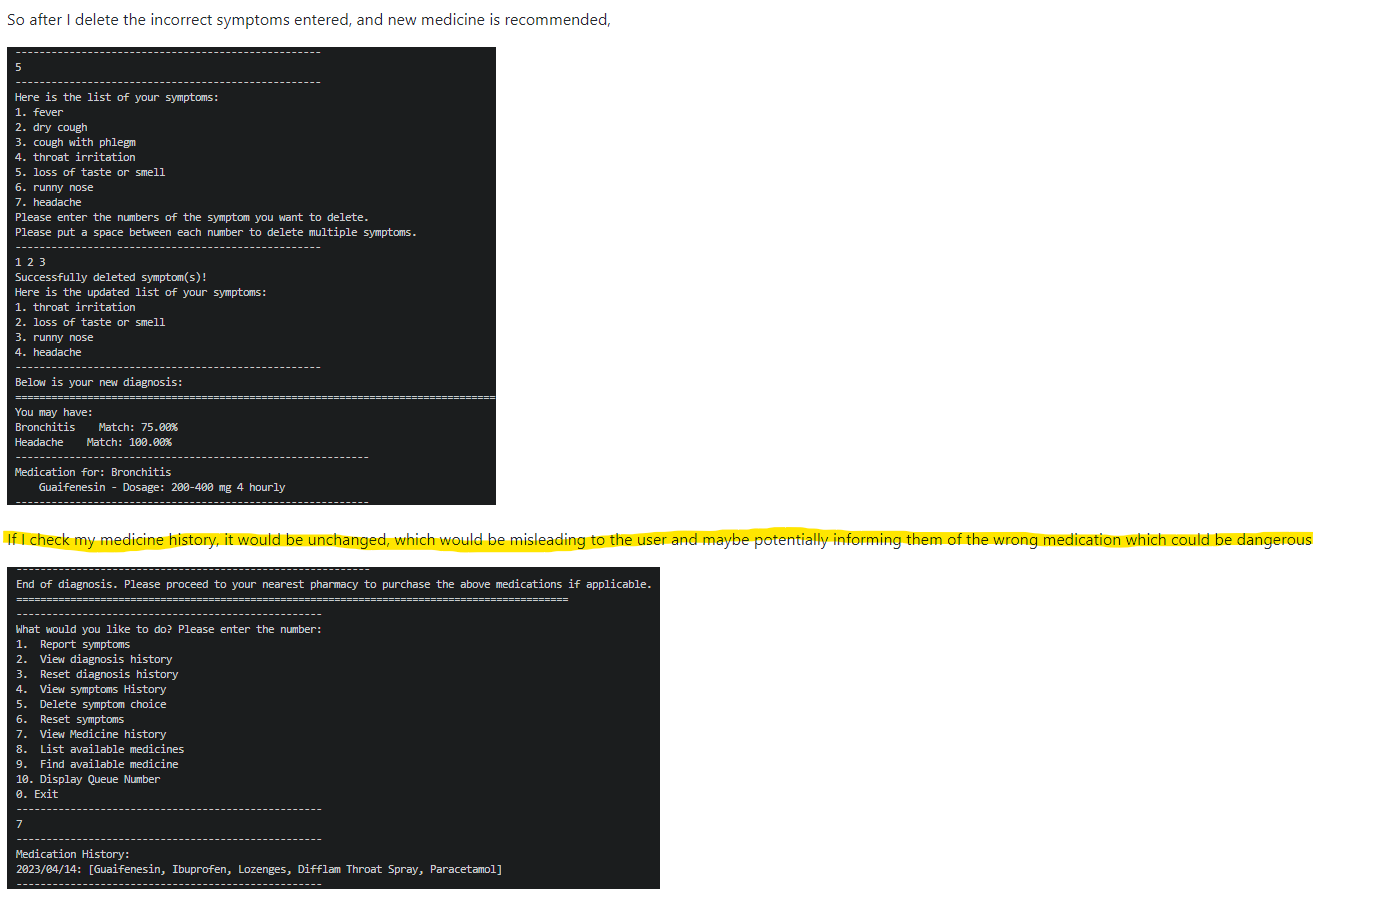 So after I delete the incorrect symptoms entered, and new medicine is recommended,
--------------------------------------------------
5
--------------------------------------------------
Here is the list of your symptoms:
1. fever
2. dry cough
3. cough with phlegm
4. throat irritation
5. loss of taste or smell
6. runny nose
7. headache
Please enter the numbers of the symptom you want to delete.
Please put a space between each number to delete multiple symptoms.
--------------------------------------------------
1 2 3
Successfully deleted symptom(s)!
Here is the updated list of your symptoms:
1. throat irritation
2. loss of taste or smell
3. runny nose
4. headache
--------------------------------------------------
Below is your new diagnosis:
================================================================================
You may have:
Bronchitis    Match: 75.00%
Headache    Match: 100.00%
-----------------------------------------------------------
Medication for: Bronchitis
    Guaifenesin - Dosage: 200-400 mg 4 hourly
-----------------------------------------------------------
If I check my medicine history, it would be unchanged, which would be misleading to the user and maybe potentially informing them of the wrong medication which could be dangerous
-----------------------------------------------------------
End of diagnosis. Please proceed to your nearest pharmacy to purchase the above medications if applicable.
============================================================================================
---------------------------------------------------
What would you like to do? Please enter the number:
1.  Report symptoms
2.  View diagnosis history
3.  Reset diagnosis history
4.  View symptoms History
5.  Delete symptom choice
6.  Reset symptoms
7.  View Medicine history
8.  List available medicines
9.  Find available medicine
10. Display Queue Number
0. Exit
---------------------------------------------------
7
---------------------------------------------------
Medication History:
2023/04/14: [Guaifenesin, Ibuprofen, Lozenges, Difflam Throat Spray, Paracetamol]
---------------------------------------------------